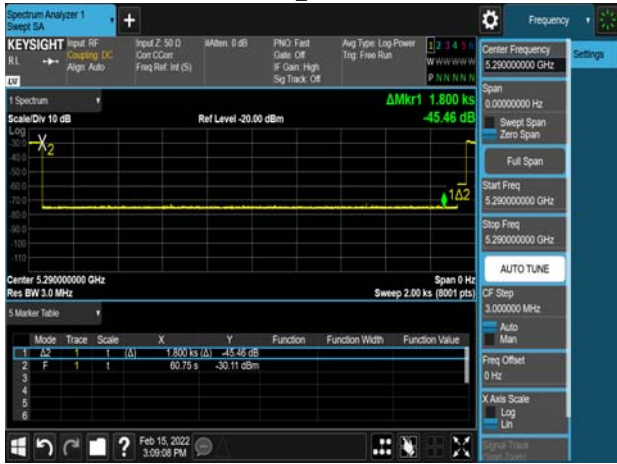 Spectrum Analyzer 1
Swept SA
+
Frequency
KEYSIGHT Input: RF
RL
Coupling: DC
Align: Auto
Input Z: 50 Ω
Corr CCorr
Freq Ref: Int (S)
#Atten: 0 dB
PNO: Fast
Gate: Off
IF Gain: High
Sig Track: Off
Avg Type: Log-Power
Trig: Free Run
1 2 3 4 5 6
W W W W W W
P N N N N N
1 Spectrum
Scale/Div 10 dB
Ref Level -20.00 dBm
ΔMkr1 1.800 ks
-45.46 dB
Log
-30.0
-40.0
-50.0
-60.0
-70.0
-80.0
-90.0
-100
-110
X2
1Δ2
Center 5.290000 GHz
Res BW 3.0 MHz
Span 0 Hz
Sweep 2.00 ks (8001 pts)
5 Marker Table
Mode Trace Scale X Y Function Function Width Function Value
1 Δ2 1 t (Δ) 1.800 ks (Δ) -45.46 dB
2 F 1 t 60.75 s -30.11 dBm
3
4
5
6
Feb 15, 2022
3:09:08 PM
Center Frequency
5.290000000 GHz
Settings
Span
0.00000000 Hz
Swept Span
Zero Span
Full Span
Start Freq
5.290000000 GHz
Stop Freq
5.290000000 GHz
AUTO TUNE
CF Step
3.000000 MHz
Auto
Man
Freq Offset
0 Hz
X Axis Scale
Log
Lin
Signal Track
(Span Zoom)